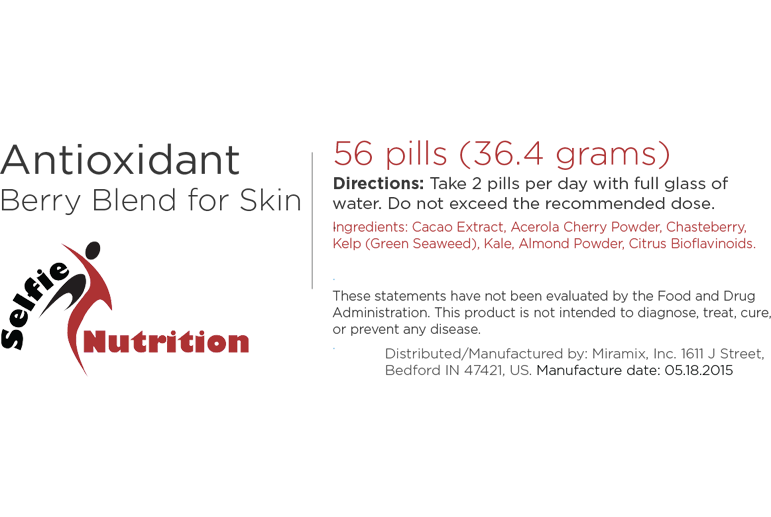 Antioxidant
Berry Blend for Skin
Selfie
Nutrition
56 pills (36.4 grams)
Directions: Take 2 pills per day with full glass of
water. Do not exceed the recommended dose.
Ingredients: Cacao Extract, Acerola Cherry Powder, Chasteberry,
Kelp (Green Seaweed), Kale, Almond Powder, Citrus Bioflavinoids.
These statements have not been evaluated by the Food and Drug
Administration. This product is not intended to diagnose, treat, cure,
or prevent any disease.
Distributed/Manufactured by: Miramix, Inc. 1611 J Street,
Bedford IN 47421, US. Manufacture date: 05.18.2015